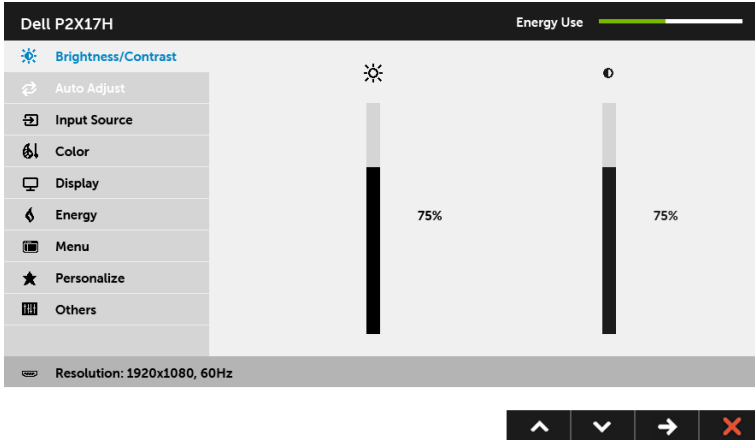 Dell P2X17H
Energy Use
Brightness/Contrast
Auto Adjust
Input Source
Color
Display
Energy
Menu
Personalize
Others
75%
75%
Resolution: 1920x1080, 60Hz